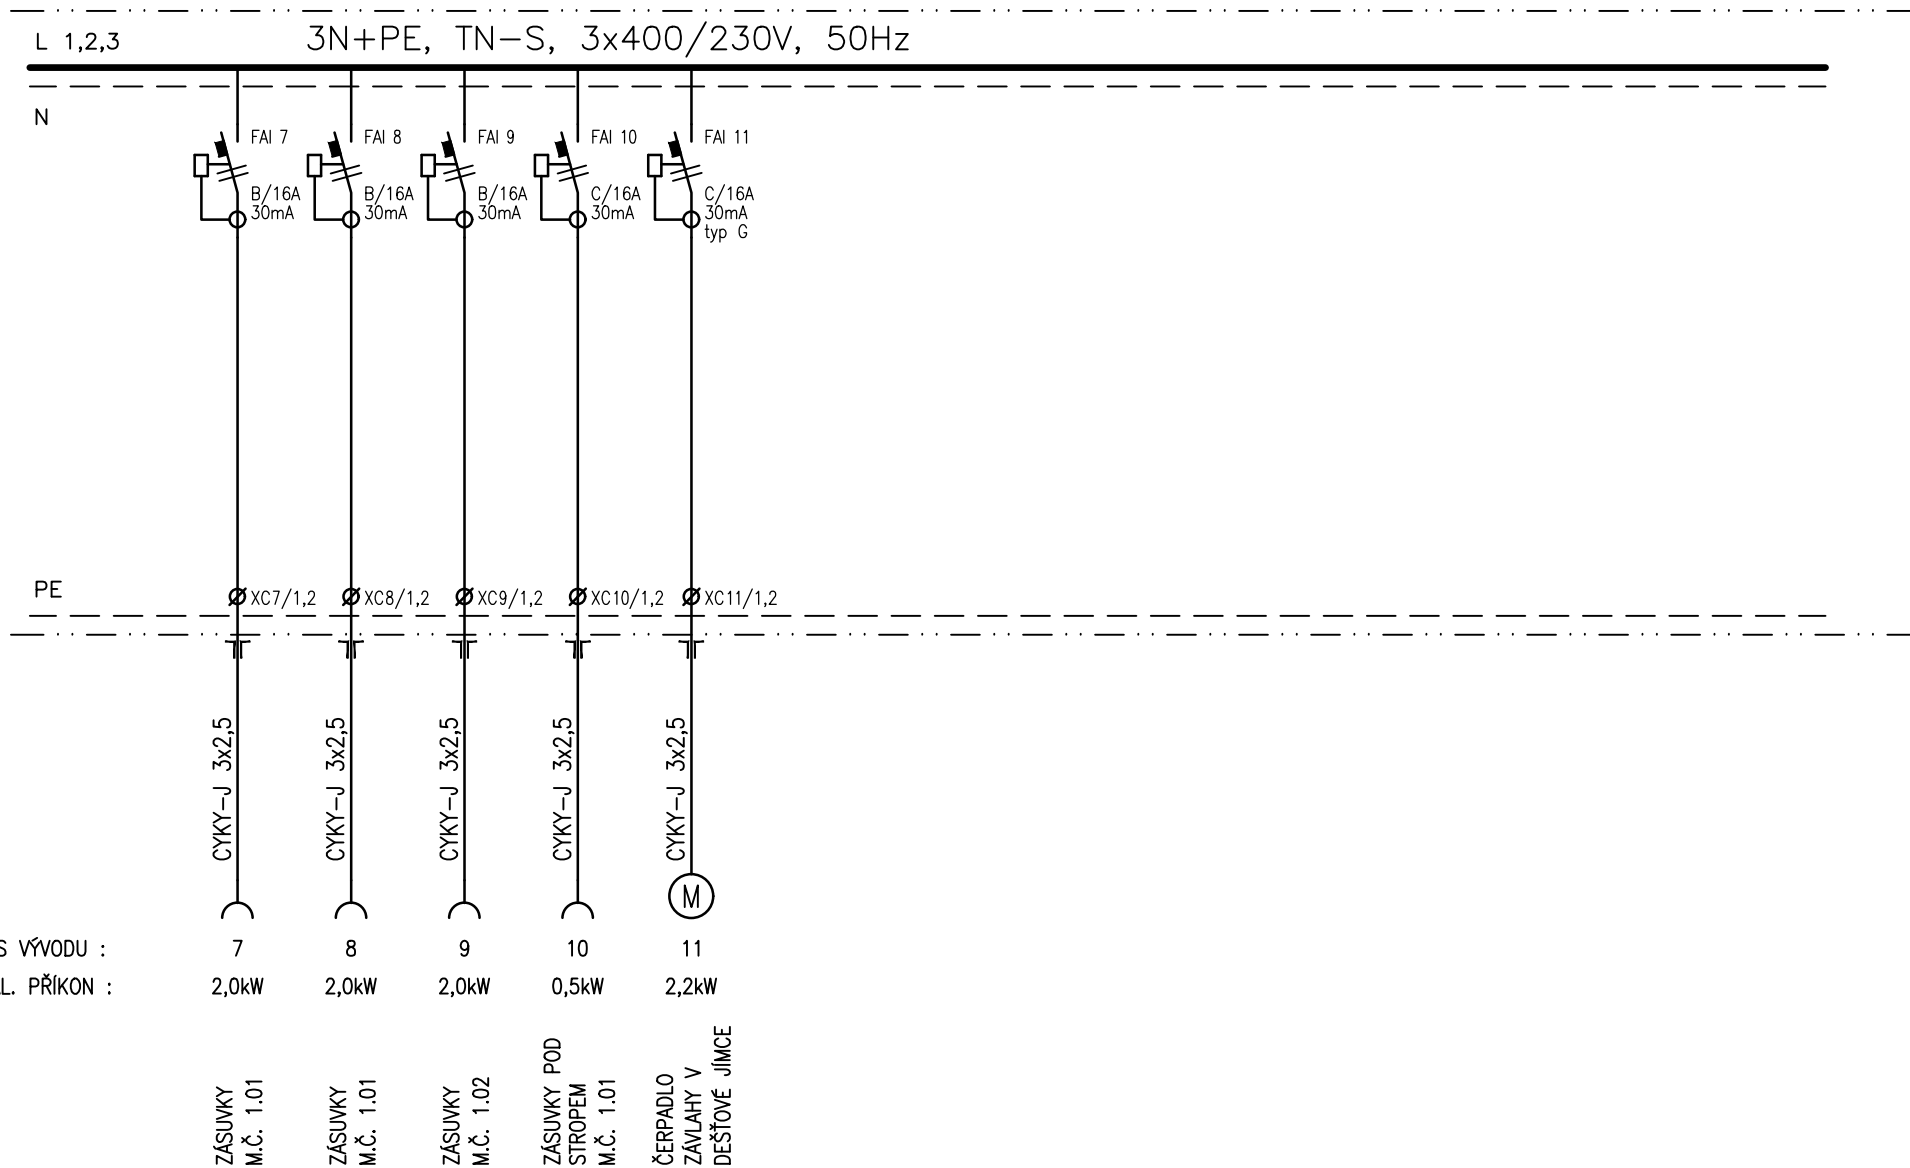 L 1,2,3
3N+PE, TN-S, 3x400/230V, 50Hz
N
FAI 7
B/16A
30mA
FAI 8
B/16A
30mA
FAI 9
B/16A
30mA
FAI 10
C/16A
30mA
FAI 11
C/16A
30mA
typ G
PE
XC7/1,2
XC8/1,2
XC9/1,2
XC10/1,2
XC11/1,2
CYKY-J 3x2,5
CYKY-J 3x2,5
CYKY-J 3x2,5
CYKY-J 3x2,5
CYKY-J 3x2,5
M
S VÝVODU : 7 8 9 10 11
L. PŘÍKON : 2,0kW 2,0kW 2,0kW 0,5kW 2,2kW
ZÁSUVKY
M.Č. 1.01
ZÁSUVKY
M.Č. 1.01
ZÁSUVKY
M.Č. 1.02
ZÁSUVKY POD
STROPEM
M.Č. 1.01
ČERPADLO
ZÁVLAHY V
DEŠŤOVÉ JÍMCE